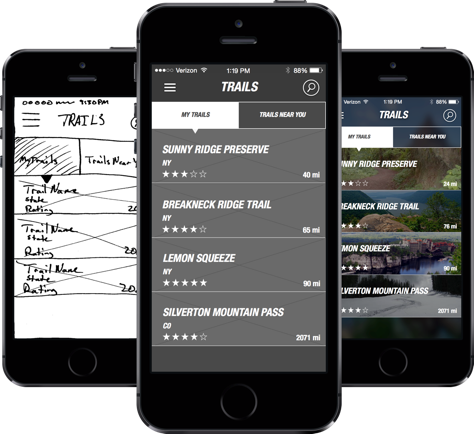 9:30PM
TRAILS
MyTrails
Trails Near
Trail Name
State
Rating
20
Trail Name
State
Rating
20
Trail Name
State
Rating
20
Verizon 1:19 PM 88%
TRAILS
MY TRAILS
TRAILS NEAR YOU
SUNNY RIDGE PRESERVE
NY
★★★☆☆ 40 mi
BREAKNECK RIDGE TRAIL
NY
★★★★☆ 65 mi
LEMON SQUEEZE
NY
★★★★★ 90 mi
SILVERTON MOUNTAIN PASS
CO
★★★★☆ 2071 mi
Verizon 1:19 PM 88%
TRAILS
MY TRAILS
TRAILS NEAR YOU
SUNNY RIDGE PRESERVE
24 mi
BREAKNECK RIDGE TRAIL
76 mi
LEMON SQUEEZE
90 mi
SILVERTON MOUNTAIN PASS
2071 mi